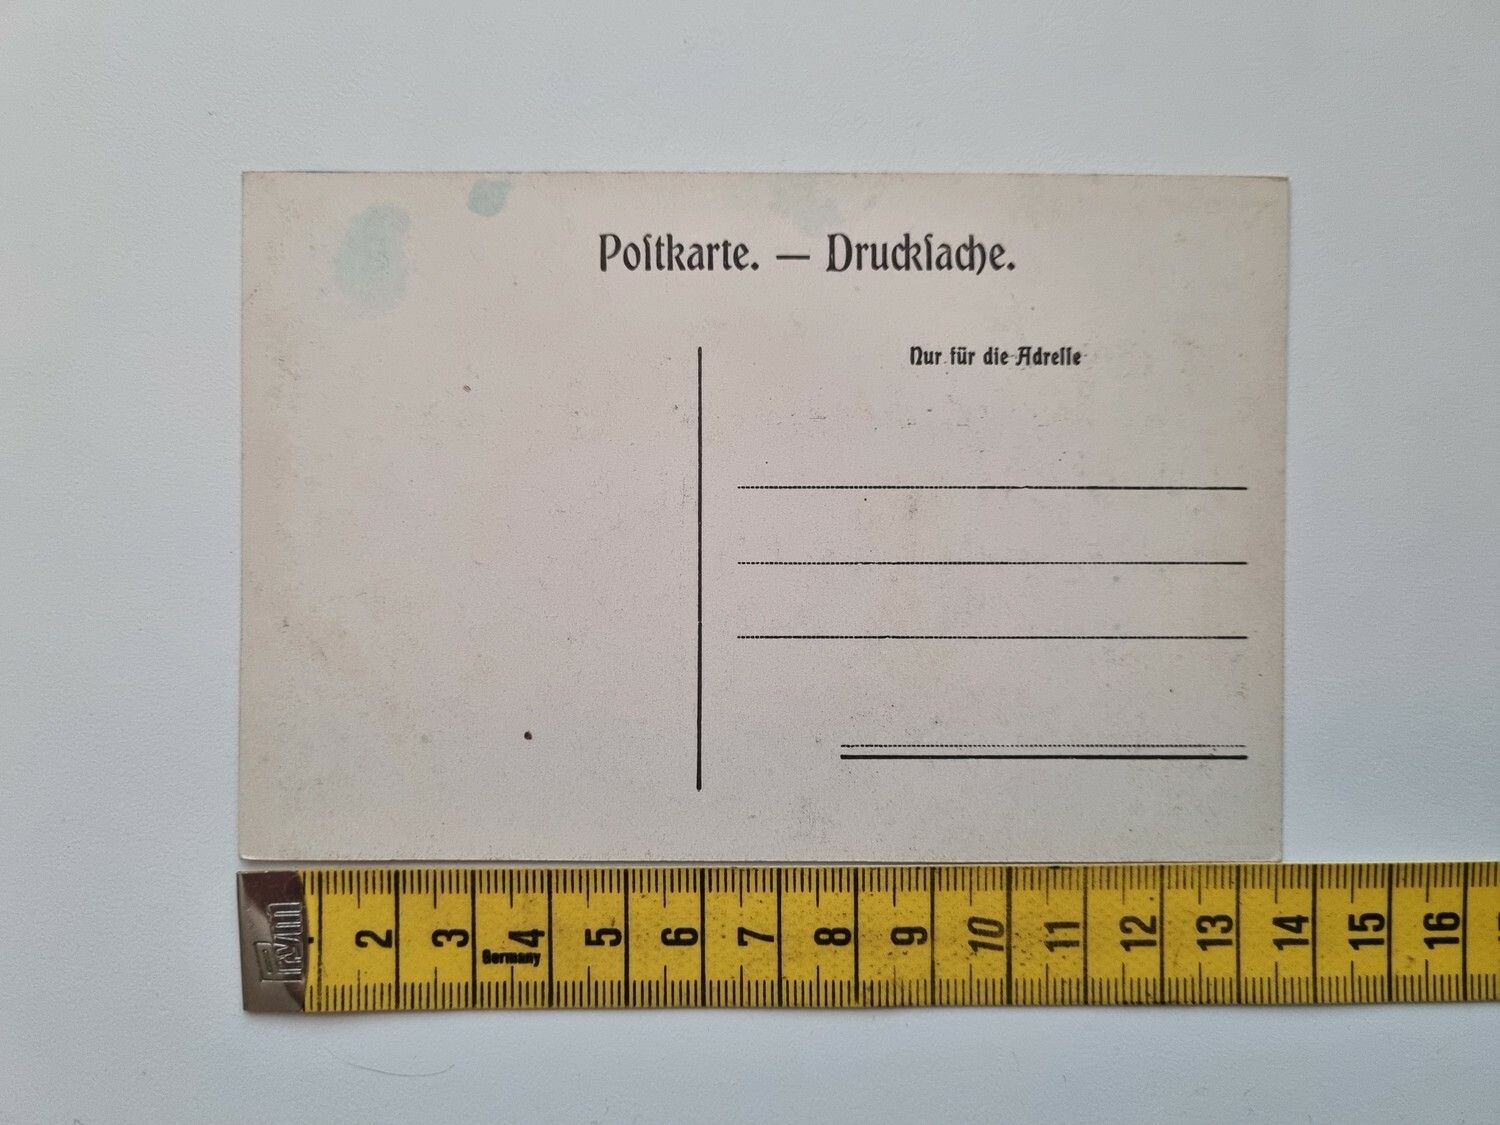 Poſtkarte. — Druckſache.
Nur für die Adreſſe
Prym 2 3 4 5 6 7 8 9 10 11 12 13 14 15 16
Germany